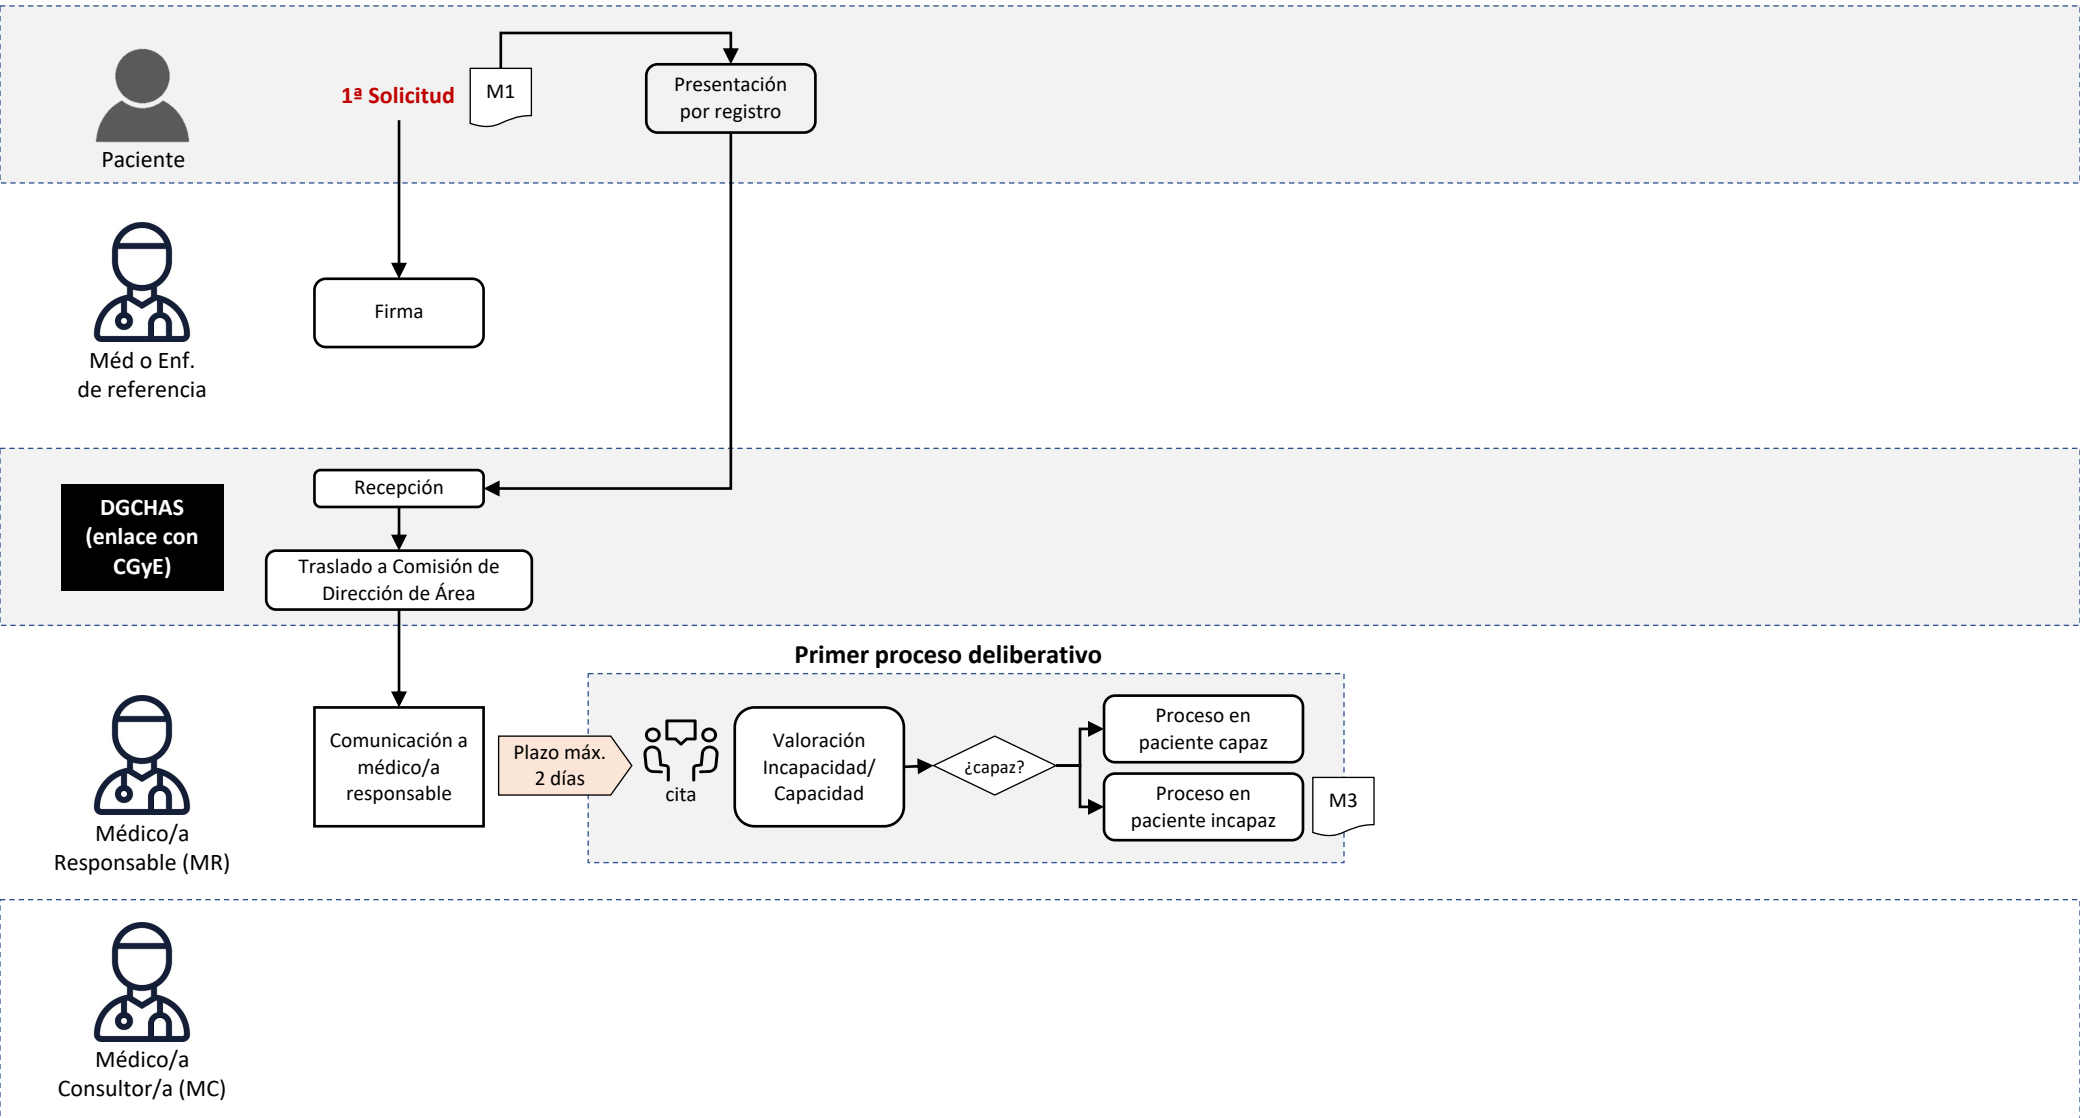 1ª Solicitud
M1
Presentación
por registro
Paciente
Firma
Méd o Enf.
de referencia
DGCHAS
(enlace con
CGyE)
Recepción
Traslado a Comisión de
Dirección de Área
Primer proceso deliberativo
Comunicación a
médico/a
responsable
Plazo máx.
2 días
cita
Valoración
Incapacidad/
Capacidad
¿capaz?
Proceso en
paciente capaz
Proceso en
paciente incapaz
M3
Médico/a
Responsable (MR)
Médico/a
Consultor/a (MC)